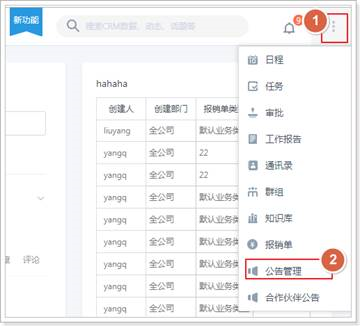 新功能
搜索CRM数据、动态、话题等
9
1
hahaha
创建人 创建部门 报销单类
liuyang 全公司 默认业务类
yangq 全公司 22
yangq 全公司 22
yangq 全公司 默认业务类
yangq 全公司 默认业务类
yangq 全公司 默认业务类
yangq 全公司 默认业务类
yangq 全公司 默认业务类
yangq 全公司 默认业务类
yangq 全公司 默认业务类
评论
日程
任务
审批
工作报告
通讯录
群组
知识库
报销单
2
公告管理
合作伙伴公告